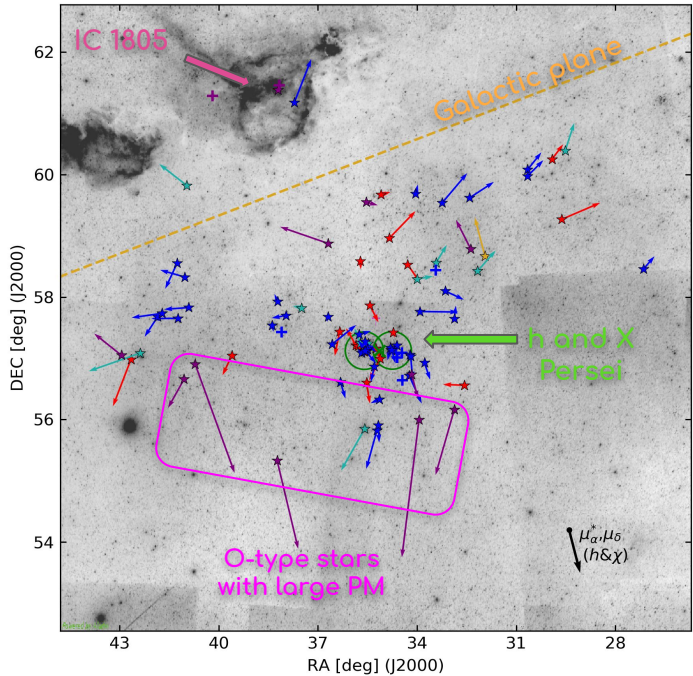 62
60
58
56
54
DEC [deg] (J2000)
IC 1805
Galactic plane
h and X
Persei
O-type stars
with large PM
μ*α,μδ
(h&χ)
43
40
37
34
31
28
RA [deg] (J2000)